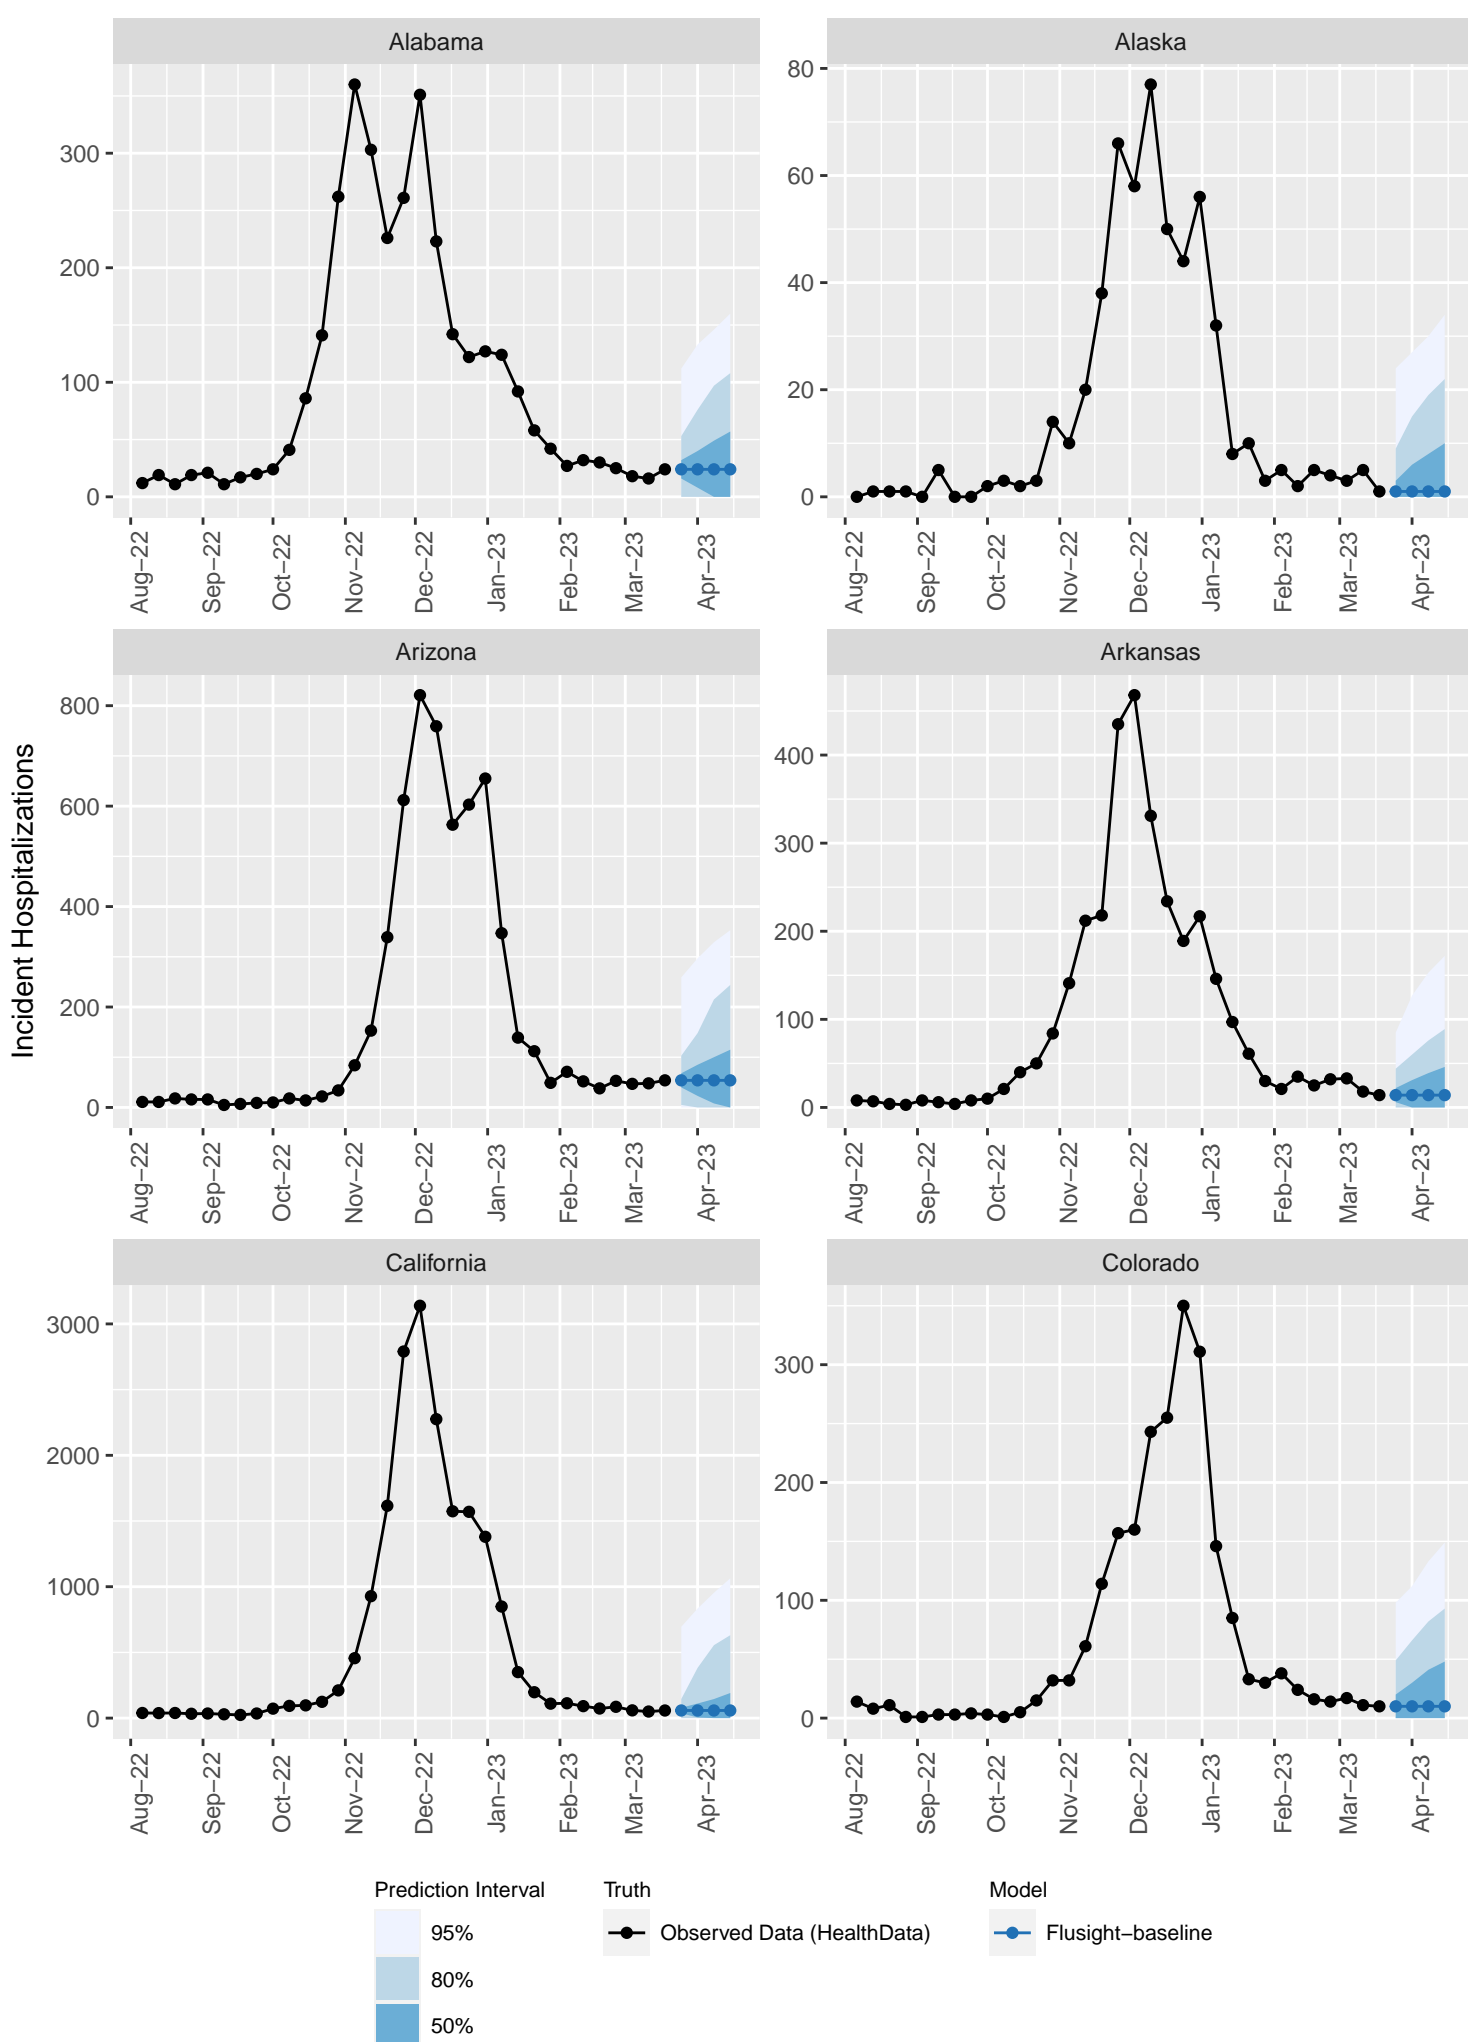 Alabama
Alaska
300
200
100
0
80
60
40
20
0
Aug−22
Sep−22
Oct−22
Nov−22
Dec−22
Jan−23
Feb−23
Mar−23
Apr−23
Aug−22
Sep−22
Oct−22
Nov−22
Dec−22
Jan−23
Feb−23
Mar−23
Apr−23
Incident Hospitalizations
Arizona
Arkansas
800
600
400
200
0
400
300
200
100
0
Aug−22
Sep−22
Oct−22
Nov−22
Dec−22
Jan−23
Feb−23
Mar−23
Apr−23
Aug−22
Sep−22
Oct−22
Nov−22
Dec−22
Jan−23
Feb−23
Mar−23
Apr−23
California
Colorado
3000
2000
1000
0
300
200
100
0
Aug−22
Sep−22
Oct−22
Nov−22
Dec−22
Jan−23
Feb−23
Mar−23
Apr−23
Aug−22
Sep−22
Oct−22
Nov−22
Dec−22
Jan−23
Feb−23
Mar−23
Apr−23
Prediction Interval
95%
80%
50%
Truth
Observed Data (HealthData)
Model
Flusight−baseline